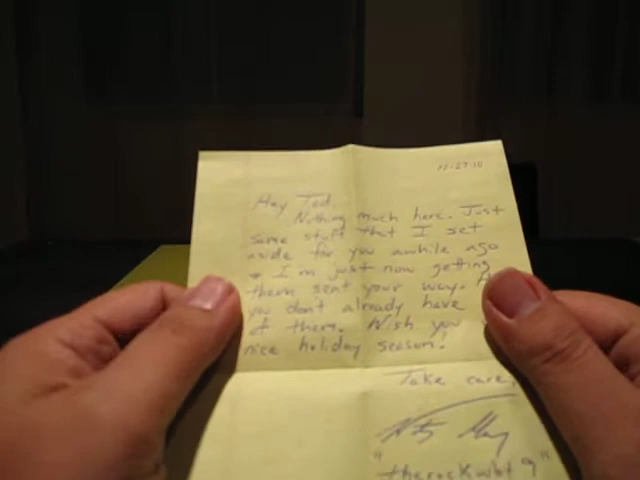 11-27-10
Hey Ted,
Nothing much here. Just
some stuff that I set
aside for you awhile ago
+ I'm just now getting
them sent your way.
you don't already have
of them. Wish you
nice holiday season!
Take care,